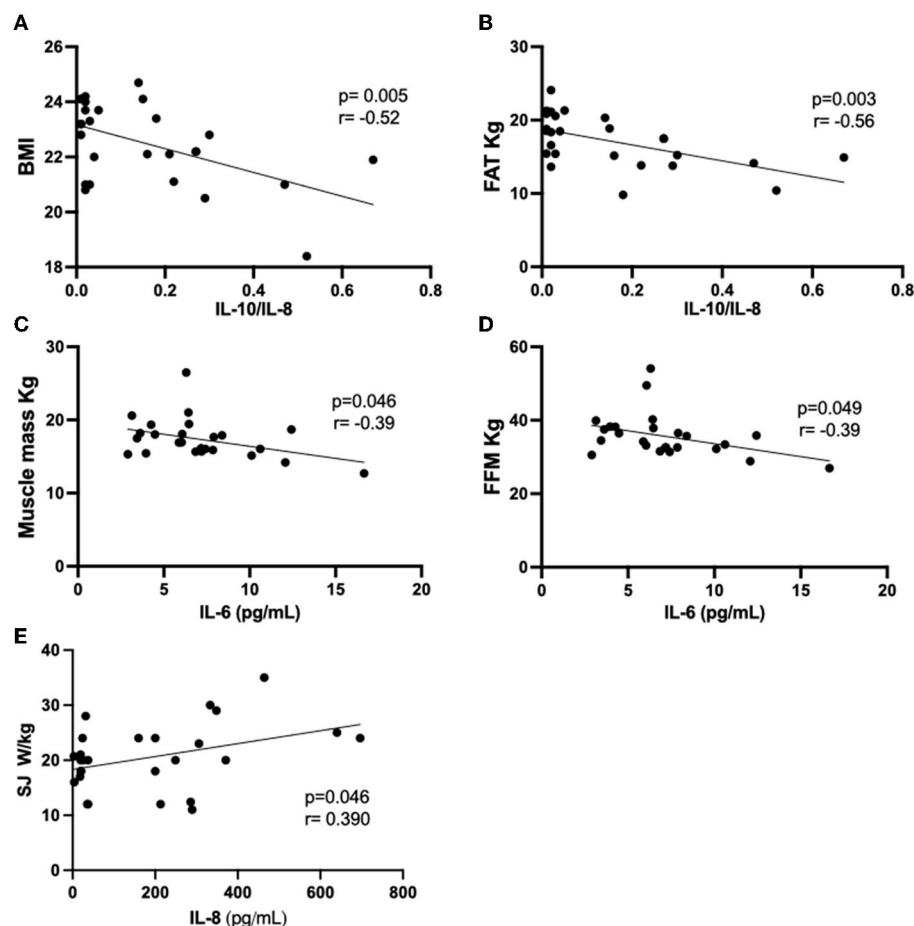 A
26
24
22
20
18
BMI
p= 0.005
r= -0.52
0.0
0.2
0.4
0.6
0.8
IL-10/IL-8
B
30
20
10
0
FAT Kg
p=0.003
r= -0.56
0.0
0.2
0.4
0.6
0.8
IL-10/IL-8
C
30
20
10
0
Muscle mass Kg
p=0.046
r= -0.39
0
5
10
15
20
IL-6 (pg/mL)
D
60
40
20
0
FFM Kg
p=0.049
r= -0.39
0
5
10
15
20
IL-6 (pg/mL)
E
40
30
20
10
0
SJ W/kg
p=0.046
r= 0.390
0
200
400
600
800
IL-8 (pg/mL)